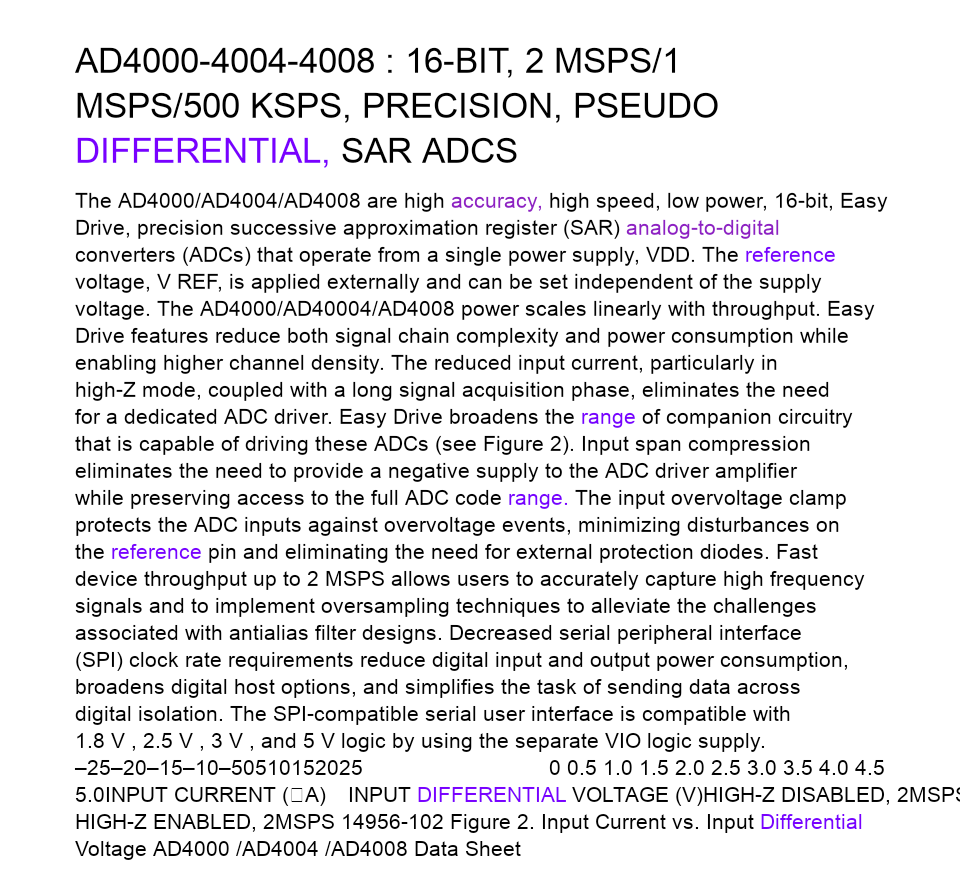 AD4000-4004-4008 : 16-BIT, 2 MSPS/1
MSPS/500 KSPS, PRECISION, PSEUDO
DIFFERENTIAL, SAR ADCS
The AD4000/AD4004/AD4008 are high accuracy, high speed, low power, 16-bit, Easy
Drive, precision successive approximation register (SAR) analog-to-digital
converters (ADCs) that operate from a single power supply, VDD. The reference
voltage, V REF, is applied externally and can be set independent of the supply
voltage. The AD4000/AD40004/AD4008 power scales linearly with throughput. Easy
Drive features reduce both signal chain complexity and power consumption while
enabling higher channel density. The reduced input current, particularly in
high-Z mode, coupled with a long signal acquisition phase, eliminates the need
for a dedicated ADC driver. Easy Drive broadens the range of companion circuitry
that is capable of driving these ADCs (see Figure 2). Input span compression
eliminates the need to provide a negative supply to the ADC driver amplifier
while preserving access to the full ADC code range. The input overvoltage clamp
protects the ADC inputs against overvoltage events, minimizing disturbances on
the reference pin and eliminating the need for external protection diodes. Fast
device throughput up to 2 MSPS allows users to accurately capture high frequency
signals and to implement oversampling techniques to alleviate the challenges
associated with antialias filter designs. Decreased serial peripheral interface
(SPI) clock rate requirements reduce digital input and output power consumption,
broadens digital host options, and simplifies the task of sending data across
digital isolation. The SPI-compatible serial user interface is compatible with
1.8 V , 2.5 V , 3 V , and 5 V logic by using the separate VIO logic supply.
–25–20–15–10–50510152025 0 0.5 1.0 1.5 2.0 2.5 3.0 3.5 4.0 4.5
5.0INPUT CURRENT (□A) INPUT DIFFERENTIAL VOLTAGE (V)HIGH-Z DISABLED, 2MSPS
HIGH-Z ENABLED, 2MSPS 14956-102 Figure 2. Input Current vs. Input Differential
Voltage AD4000 /AD4004 /AD4008 Data Sheet